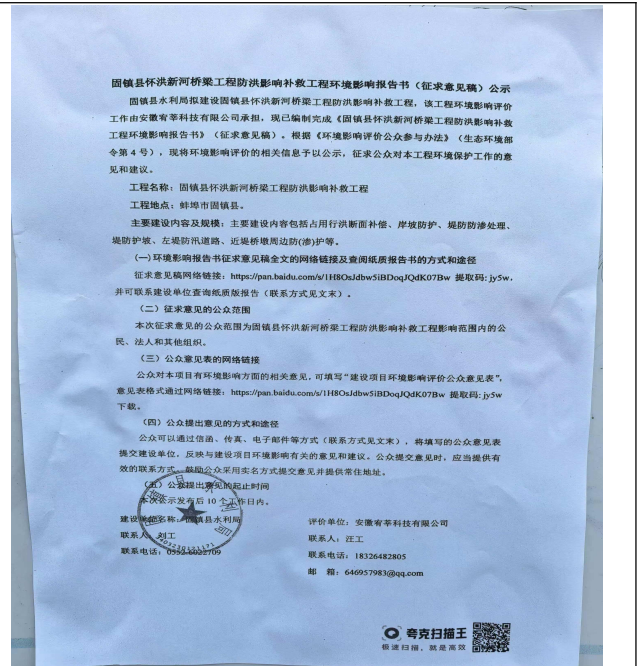 固镇县怀洪新河桥梁工程防洪影响补救工程环境影响报告书（征求意见稿）公示
固镇县水利局拟建设固镇县怀洪新河桥梁工程防洪影响补救工程，该工程环境影响评价
工作由安徽宥莘科技有限公司承担，现已编制完成《固镇县怀洪新河桥梁工程防洪影响补救
工程环境影响报告书》（征求意见稿）。根据《环境影响评价公众参与办法》（生态环境部
令第 4 号），现将环境影响评价的相关信息予以公示，征求公众对本工程环境保护工作的意
见和建议。
工程名称：固镇县怀洪新河桥梁工程防洪影响补救工程
工程地点：蚌埠市固镇县。
主要建设内容及规模：主要建设内容包括占用行洪断面补偿、岸坡防护、堤防防渗处理、
堤防护坡、左堤防汛道路、近堤桥墩周边防(渗)护等。
(一)环境影响报告书征求意见稿全文的网络链接及查阅纸质报告书的方式和途径
征求意见稿网络链接：https://pan.baidu.com/s/1H8OsJdbw5iBDoqJQdK07Bw 提取码: jy5w，
并可联系建设单位查询纸质版报告（联系方式见文末）。
（二）征求意见的公众范围
本次征求意见的公众范围为固镇县怀洪新河桥梁工程防洪影响补救工程影响范围内的公
民、法人和其他组织。
（三）公众意见表的网络链接
公众对本项目有环境影响方面的相关意见，可填写“建设项目环境影响评价公众意见表”，
意见表格式通过网络链接：https://pan.baidu.com/s/1H8OsJdbw5iBDoqJQdK07Bw 提取码: jy5w
下载。
（四）公众提出意见的方式和途径
公众可以通过信函、传真、电子邮件等方式（联系方式见文末），将填写的公众意见表
提交建设单位，反映与建设项目环境影响有关的意见和建议。公众提交意见时，应当提供有
效的联系方式。鼓励公众采用实名方式提交意见并提供常住地址。
（五）公众提出意见的起止时间
本次公示发布后 10 个工作日内。
建设单位名称：固镇县水利局
评价单位：安徽宥莘科技有限公司
联系人：刘工
联系人：汪工
联系电话：0552-6022709
联系电话：18326482805
邮 箱：646957983@qq.com
固镇县水利局
夸克扫描王
极速扫描，就是高效